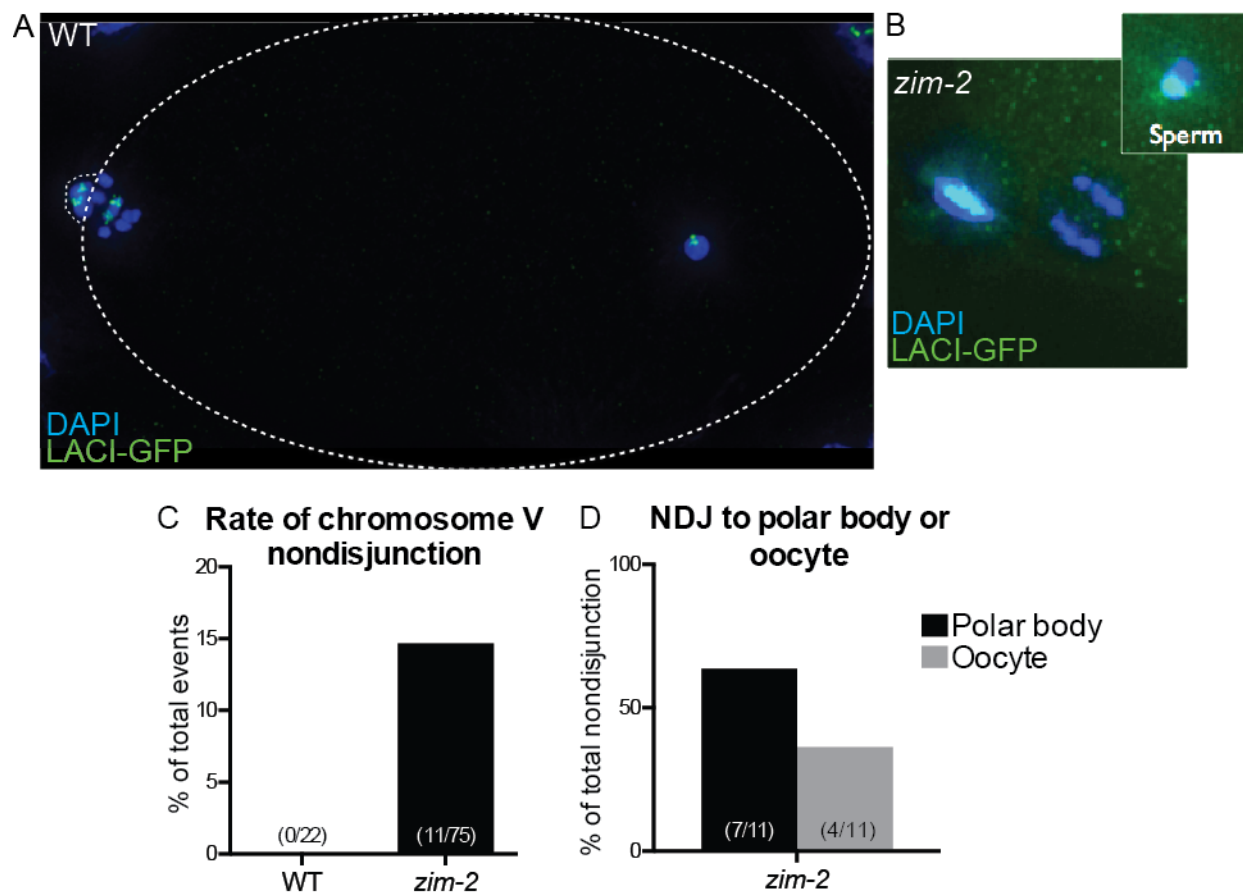 A
WT
DAPI
LACI-GFP
B
zim-2
Sperm
DAPI
LACI-GFP
C
Rate of chromosome V
nondisjunction
% of total events
20
15
10
5
0
(0/22)
(11/75)
WT
zim-2
D
NDJ to polar body or
oocyte
% of total nondisjunction
100
50
0
(7/11)
(4/11)
zim-2
Polar body
Oocyte